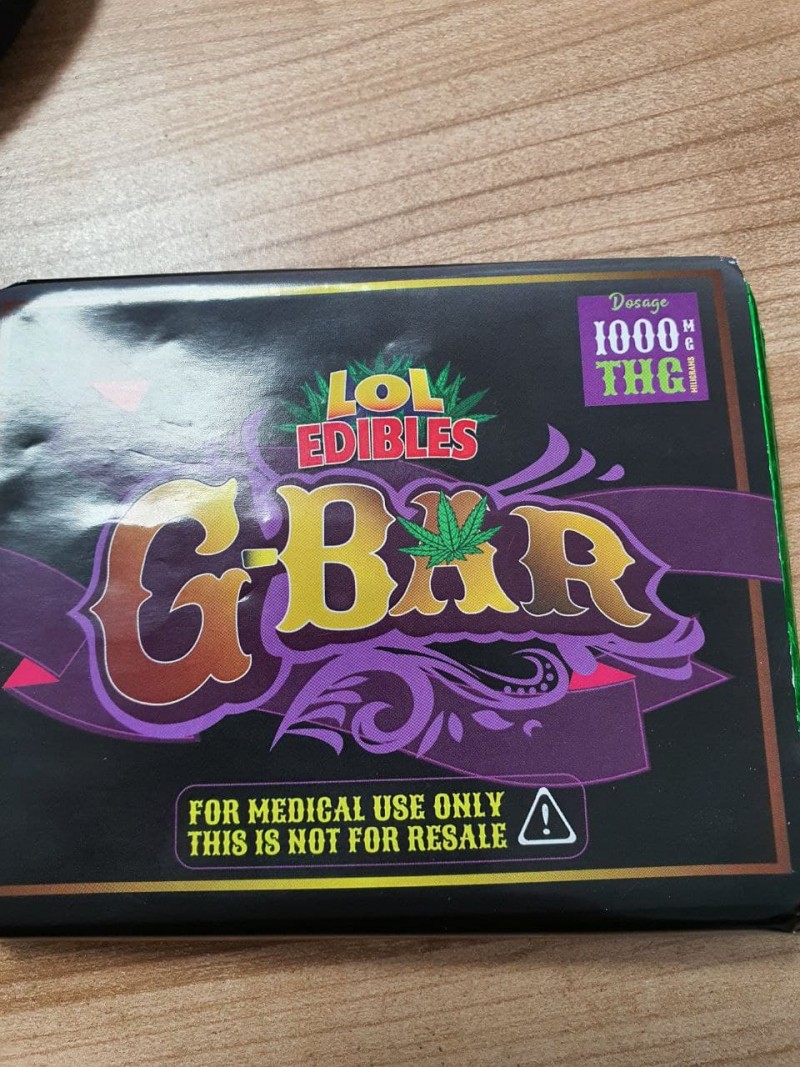 Dosage
1000 MG
THC MILIGRAMS
LOL
EDIBLES
G-BAR
FOR MEDICAL USE ONLY
THIS IS NOT FOR RESALE